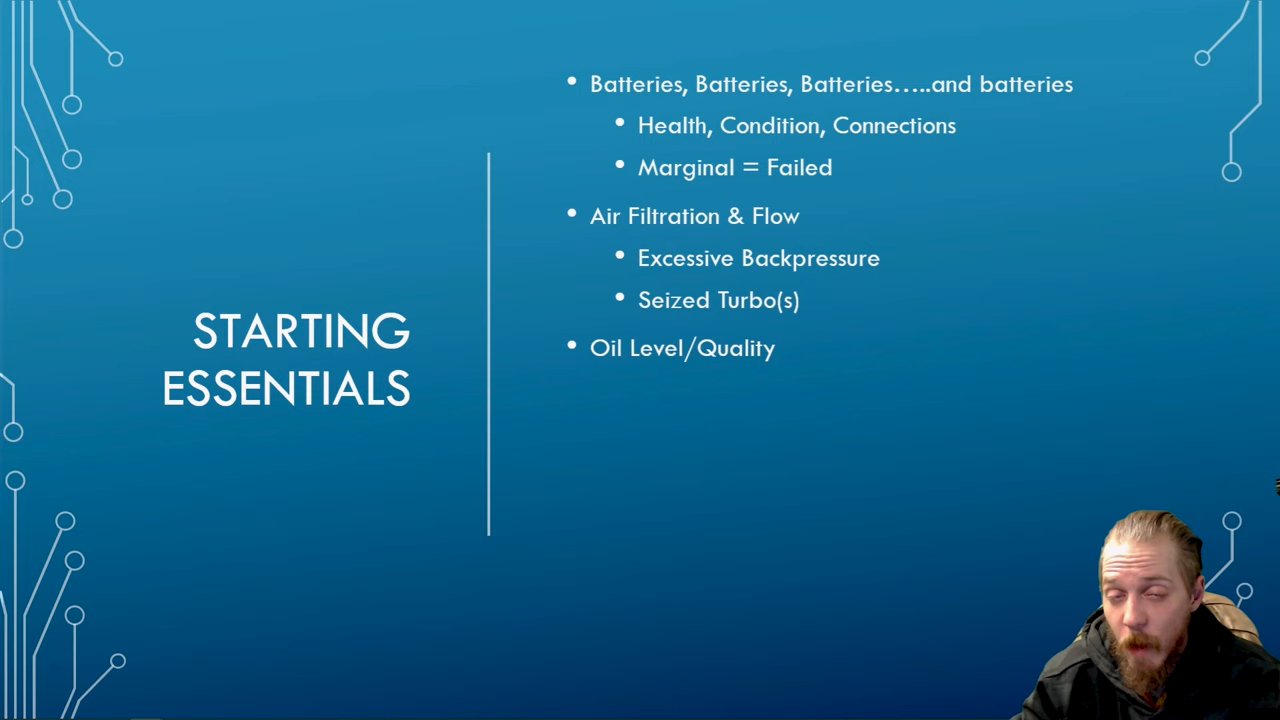 STARTING
ESSENTIALS
• Batteries, Batteries, Batteries…..and batteries
• Health, Condition, Connections
• Marginal = Failed
• Air Filtration & Flow
• Excessive Backpressure
• Seized Turbo(s)
• Oil Level/Quality